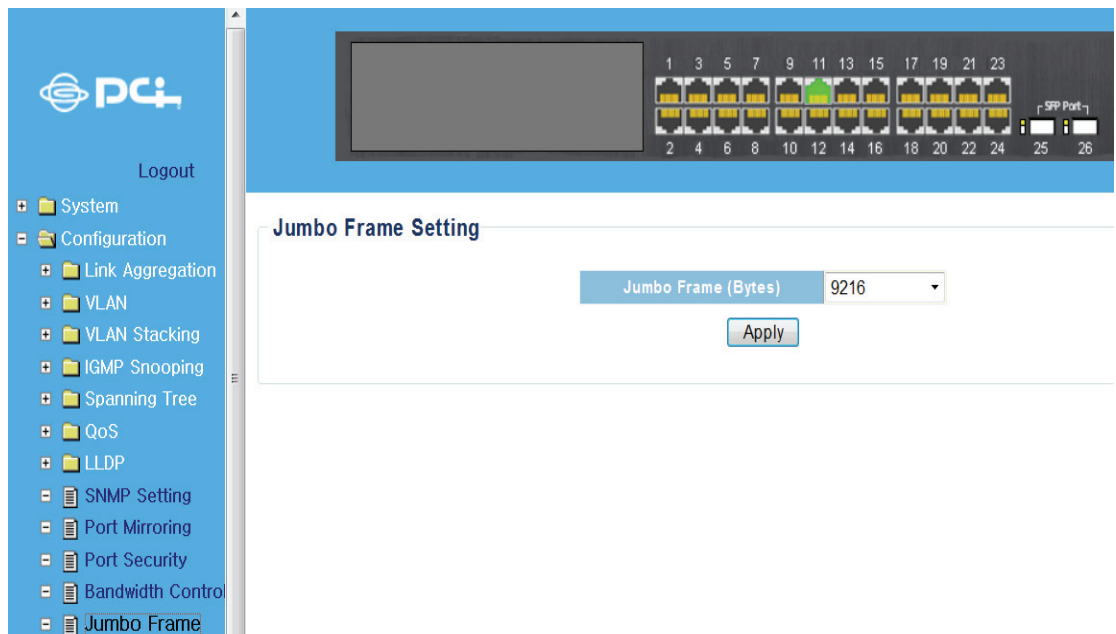 PCi
Logout
System
Configuration
Link Aggregation
VLAN
VLAN Stacking
IGMP Snooping
Spanning Tree
QoS
LLDP
SNMP Setting
Port Mirroring
Port Security
Bandwidth Control
Jumbo Frame
1 3 5 7 9 11 13 15 17 19 21 23
SFP Port
2 4 6 8 10 12 14 16 18 20 22 24 25 26
Jumbo Frame Setting
Jumbo Frame (Bytes) 9216
Apply